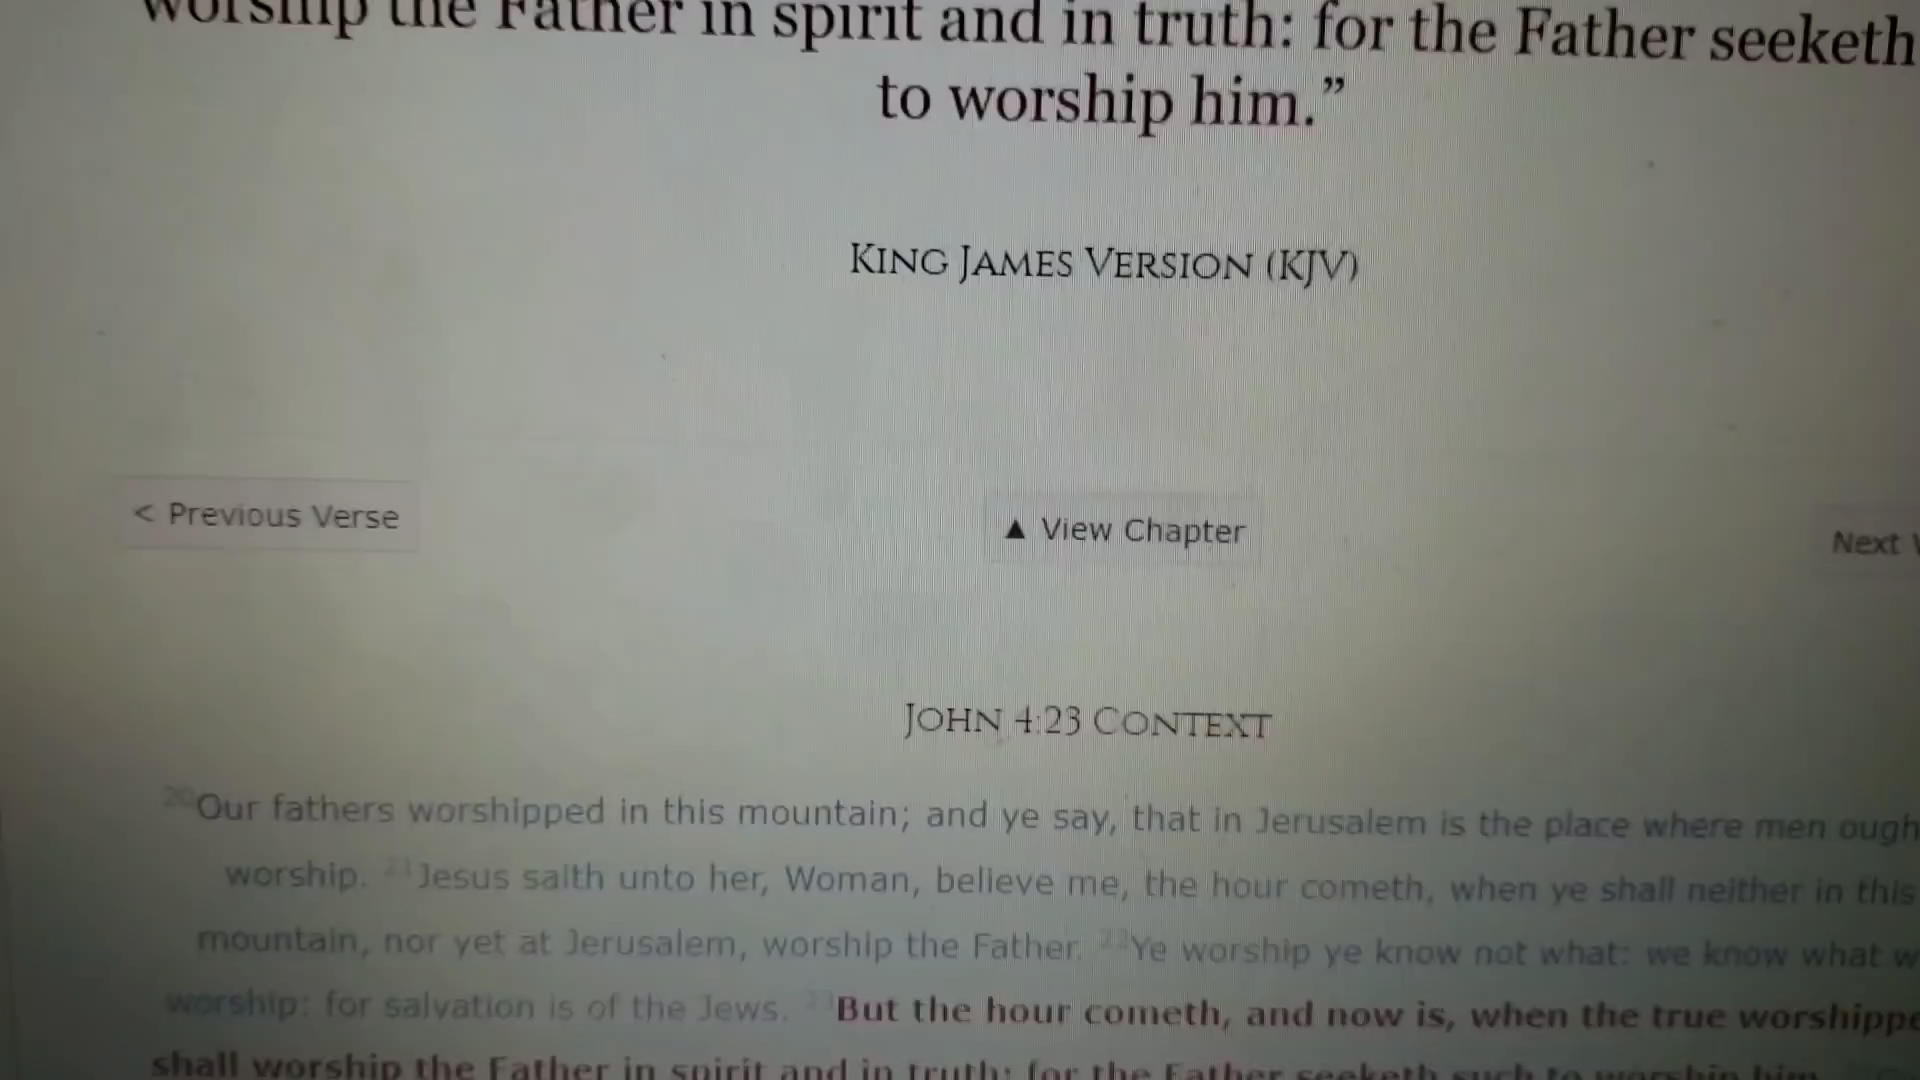 worship the Father in spirit and in truth: for the Father seeketh
to worship him.”
KING JAMES VERSION (KJV)
< Previous Verse
▲ View Chapter
Next
JOHN 4:23 CONTEXT
20Our fathers worshipped in this mountain; and ye say, that in Jerusalem is the place where men ough
worship. 21Jesus saith unto her, Woman, believe me, the hour cometh, when ye shall neither in this
mountain, nor yet at Jerusalem, worship the Father. 22Ye worship ye know not what: we know what w
worship: for salvation is of the Jews. 23But the hour cometh, and now is, when the true worshippe
shall worship the Father in spirit and in truth: for the Father seeketh such to worship him.